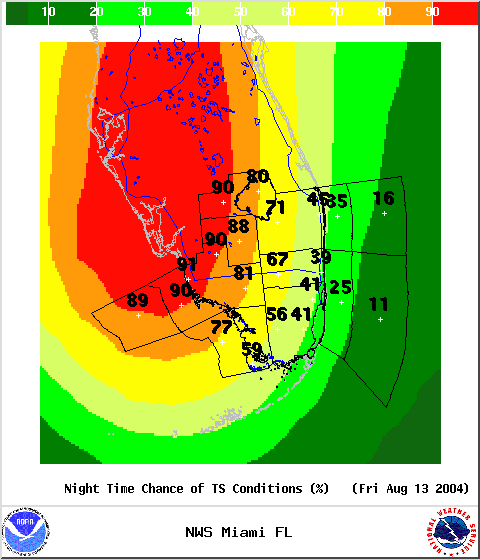 10 20 30 40 50 60 70 80 90
80
90
45 35 16
71
88
90
67 39
91
81
41 25
90
89
11
56 41
77
59
Night Time Chance of TS Conditions (%) (Fri Aug 13 2004)
NOAA
NWS Miami FL
NATIONAL WEATHER SERVICE